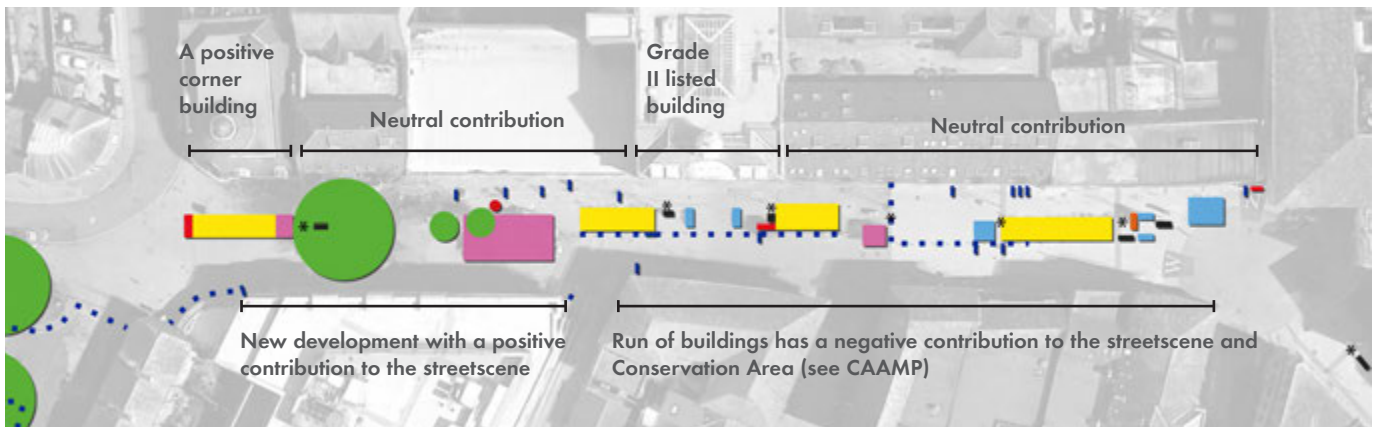 A positive
corner
building
Neutral contribution
Grade
II listed
building
Neutral contribution
New development with a positive
contribution to the streetscene
Run of buildings has a negative contribution to the streetscene and
Conservation Area (see CAAMP)